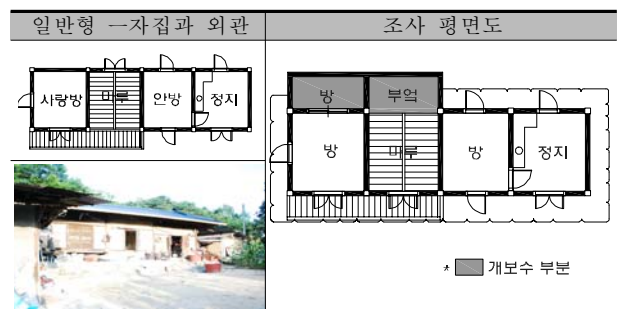 일반형 一자집과 외관
조사 평면도
사랑방 마루 안방 정지
방 부엌
방 마루 방 정지
* 개보수 부분